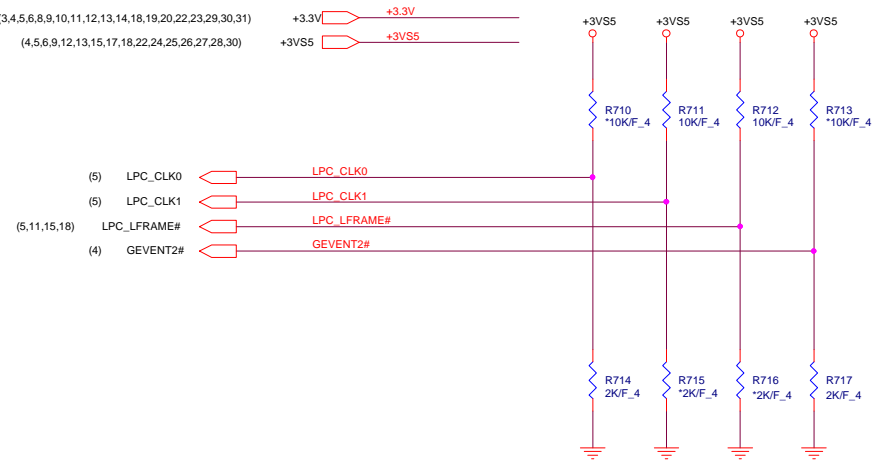 (3,4,5,6,8,9,10,11,12,13,14,18,19,20,22,23,29,30,31) +3.3V +3.3V
(4,5,6,9,12,13,15,17,18,22,24,25,26,27,28,30) +3VS5 +3VS5
+3VS5 +3VS5 +3VS5 +3VS5
R710 R711 R712 R713
*10K/F_4 10K/F_4 10K/F_4 *10K/F_4
(5) LPC_CLK0 LPC_CLK0
(5) LPC_CLK1 LPC_CLK1
(5,11,15,18) LPC_LFRAME# LPC_LFRAME#
(4) GEVENT2# GEVENT2#
R714 R715 R716 R717
2K/F_4 *2K/F_4 *2K/F_4 2K/F_4